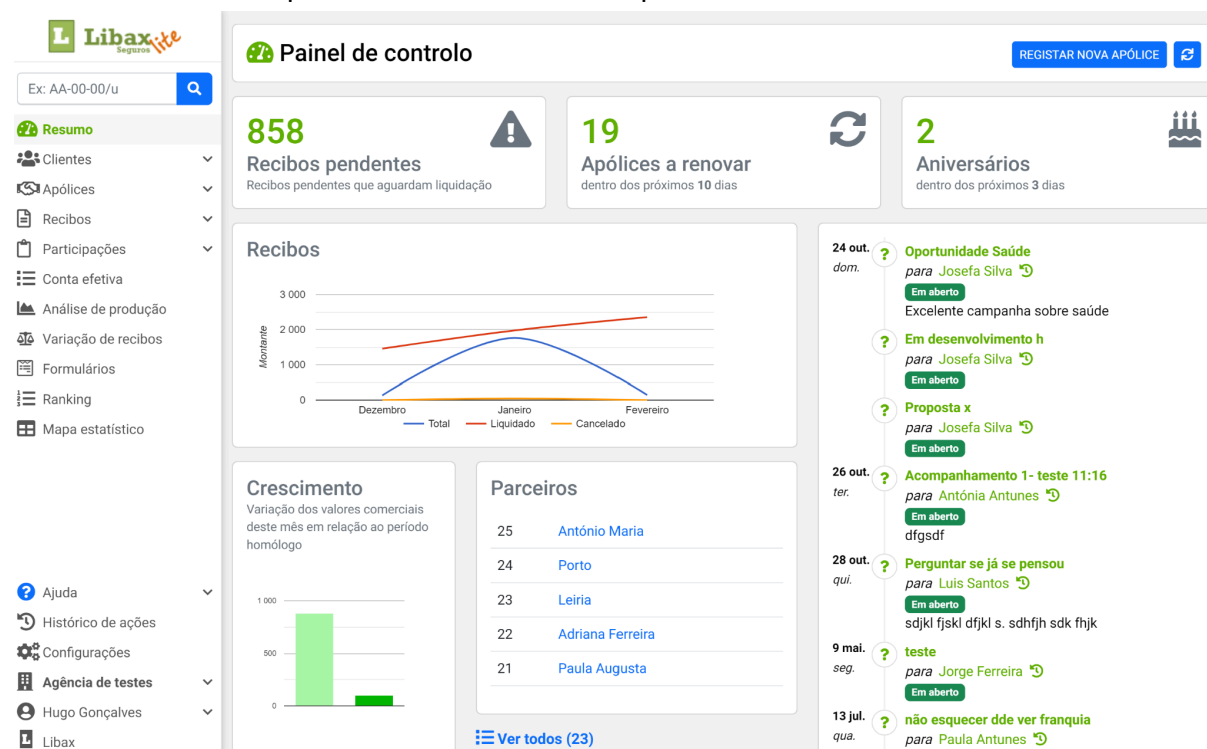 L Libax lite
Seguros
Ex: AA-00-00/u
Resumo
Clientes
Apólices
Recibos
Participações
Conta efetiva
Análise de produção
Variação de recibos
Formulários
Ranking
Mapa estatístico
Ajuda
Histórico de ações
Configurações
Agência de testes
Hugo Gonçalves
L Libax
Painel de controlo
REGISTAR NOVA APÓLICE
858
Recibos pendentes
Recibos pendentes que aguardam liquidação
19
Apólices a renovar
dentro dos próximos 10 dias
2
Aniversários
dentro dos próximos 3 dias
Recibos
3 000
2 000
1 000
0
Montante
Dezembro Janeiro Fevereiro
Total Liquidado Cancelado
Crescimento
Variação dos valores comerciais
deste mês em relação ao período
homólogo
1 000
500
0
Parceiros
25 António Maria
24 Porto
23 Leiria
22 Adriana Ferreira
21 Paula Augusta
Ver todos (23)
24 out. ? Oportunidade Saúde
dom. para Josefa Silva
Em aberto
Excelente campanha sobre saúde
? Em desenvolvimento h
para Josefa Silva
Em aberto
? Proposta x
para Josefa Silva
Em aberto
26 out. ? Acompanhamento 1- teste 11:16
ter. para Antónia Antunes
Em aberto
dfgsdf
28 out. ? Perguntar se já se pensou
qui. para Luis Santos
Em aberto
sdjkl fjskl dfjkl s. sdhfjh sdk fhjk
9 mai. ? teste
seg. para Jorge Ferreira
Em aberto
13 jul. ? não esquecer dde ver franquia
qua. para Paula Antunes